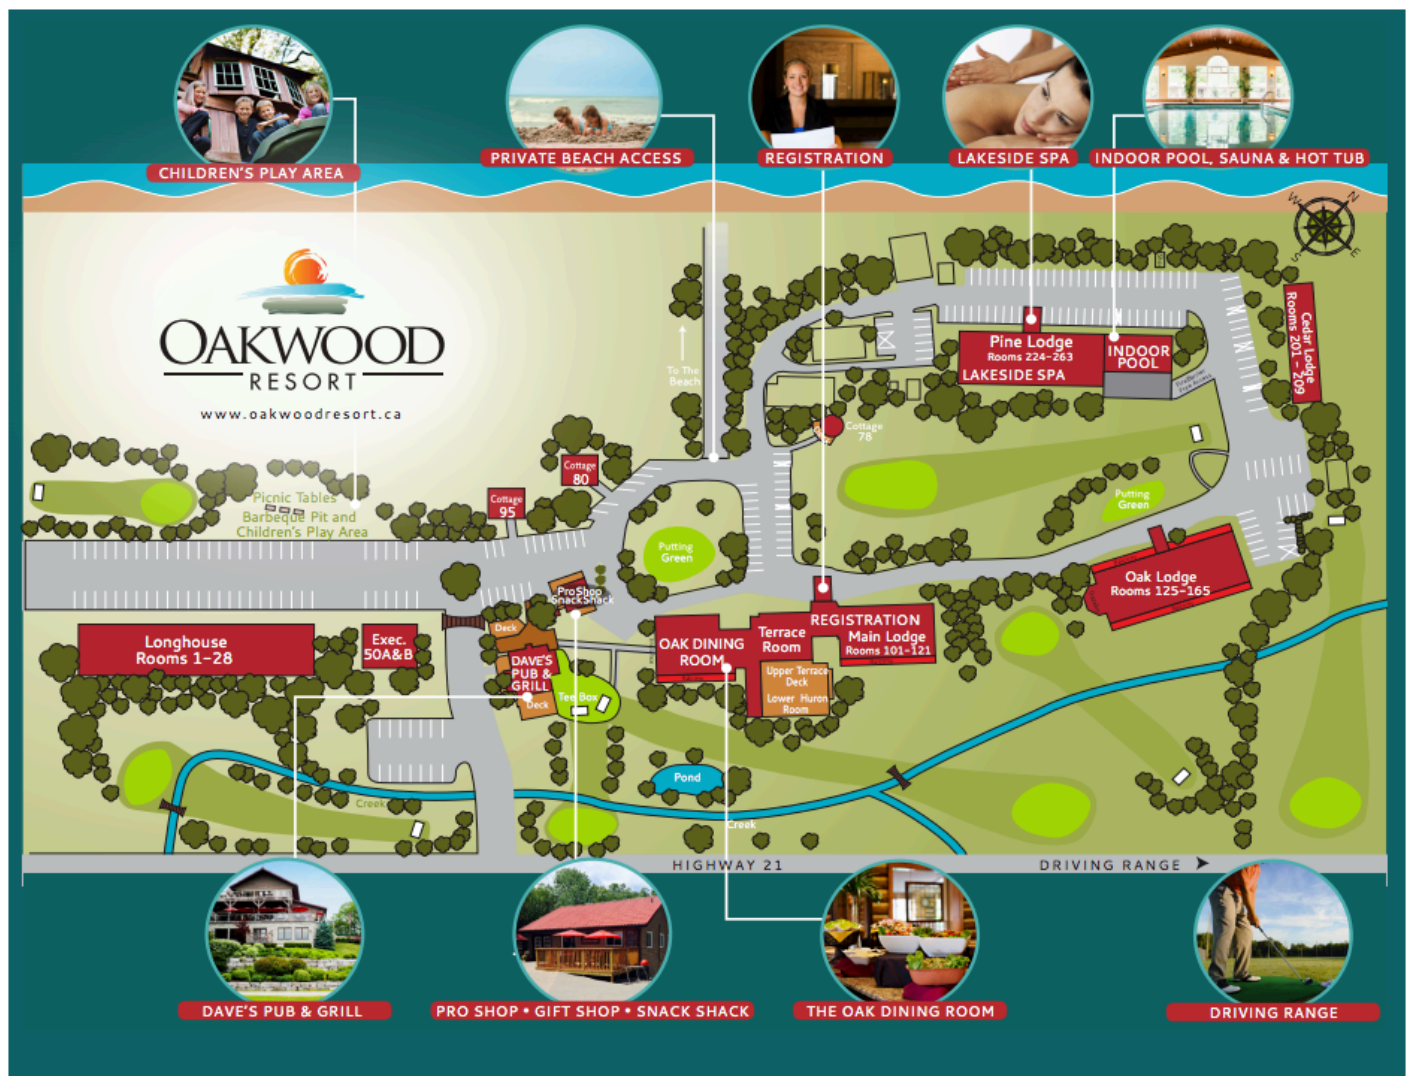 CHILDREN'S PLAY AREA
PRIVATE BEACH ACCESS
REGISTRATION
LAKESIDE SPA
INDOOR POOL, SAUNA & HOT TUB
W
N
S
E
OAKWOOD
RESORT
www.oakwoodresort.ca
To The
Beach
Pine Lodge
Rooms 224-263
LAKESIDE SPA
INDOOR
POOL
Cedar Lodge
Rooms 201 - 209
Cottage
78
Cottage
80
Cottage
95
Picnic Tables
Barbeque Pit and
Children's Play Area
Putting
Green
Putting
Green
ProShop
SnackShack
Oak Lodge
Rooms 125-165
Longhouse
Rooms 1-28
Exec.
50A&B
Deck
DAVE'S
PUB &
GRILL
Deck
Tee Box
OAK DINING
ROOM
Terrace
Room
REGISTRATION
Main Lodge
Rooms 101-121
Upper Terrace
Deck
Lower Huron
Room
Pond
Creek
Creek
HIGHWAY 21
DRIVING RANGE
DAVE'S PUB & GRILL
PRO SHOP • GIFT SHOP • SNACK SHACK
THE OAK DINING ROOM
DRIVING RANGE